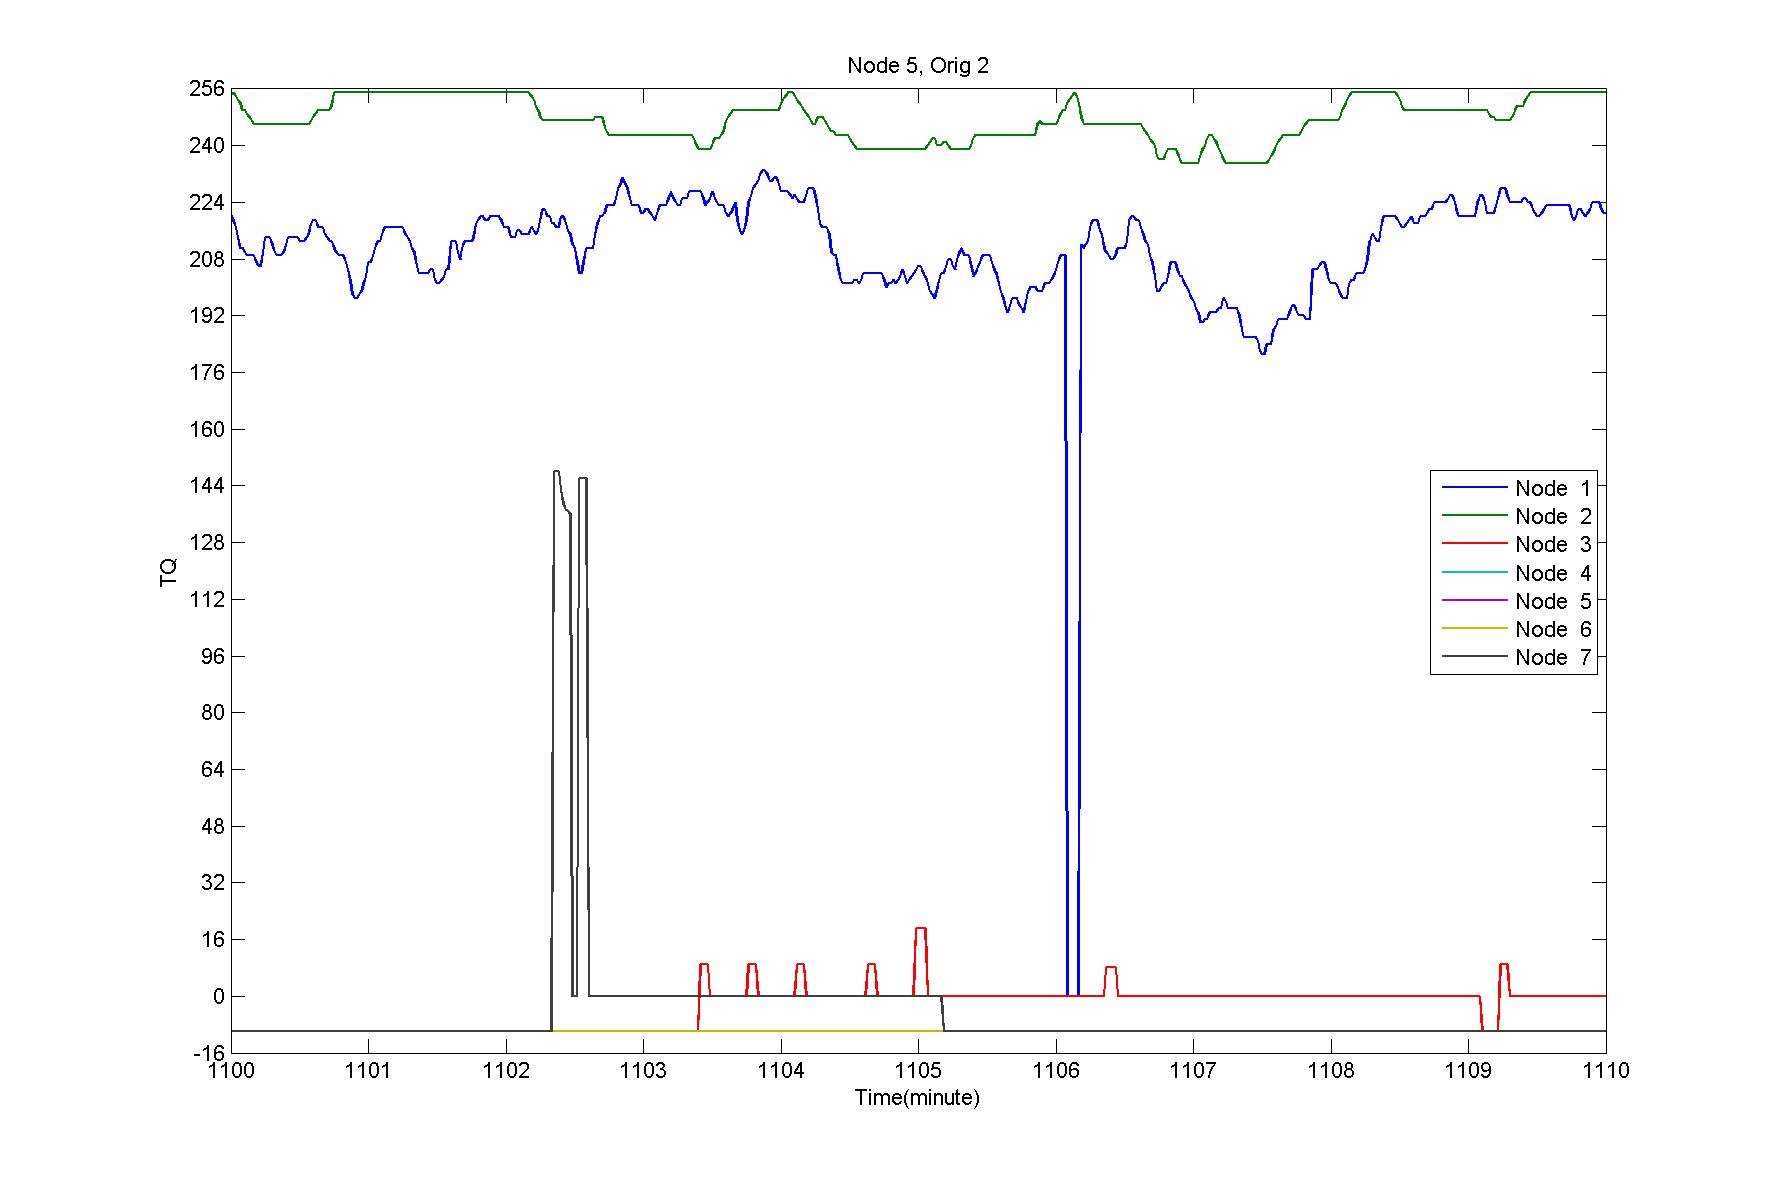 Node 5, Orig 2
256
240
224
208
192
176
160
144
128
112
96
80
64
48
32
16
0
-16
TQ
Node 1
Node 2
Node 3
Node 4
Node 5
Node 6
Node 7
1100 1101 1102 1103 1104 1105 1106 1107 1108 1109 1110
Time(minute)